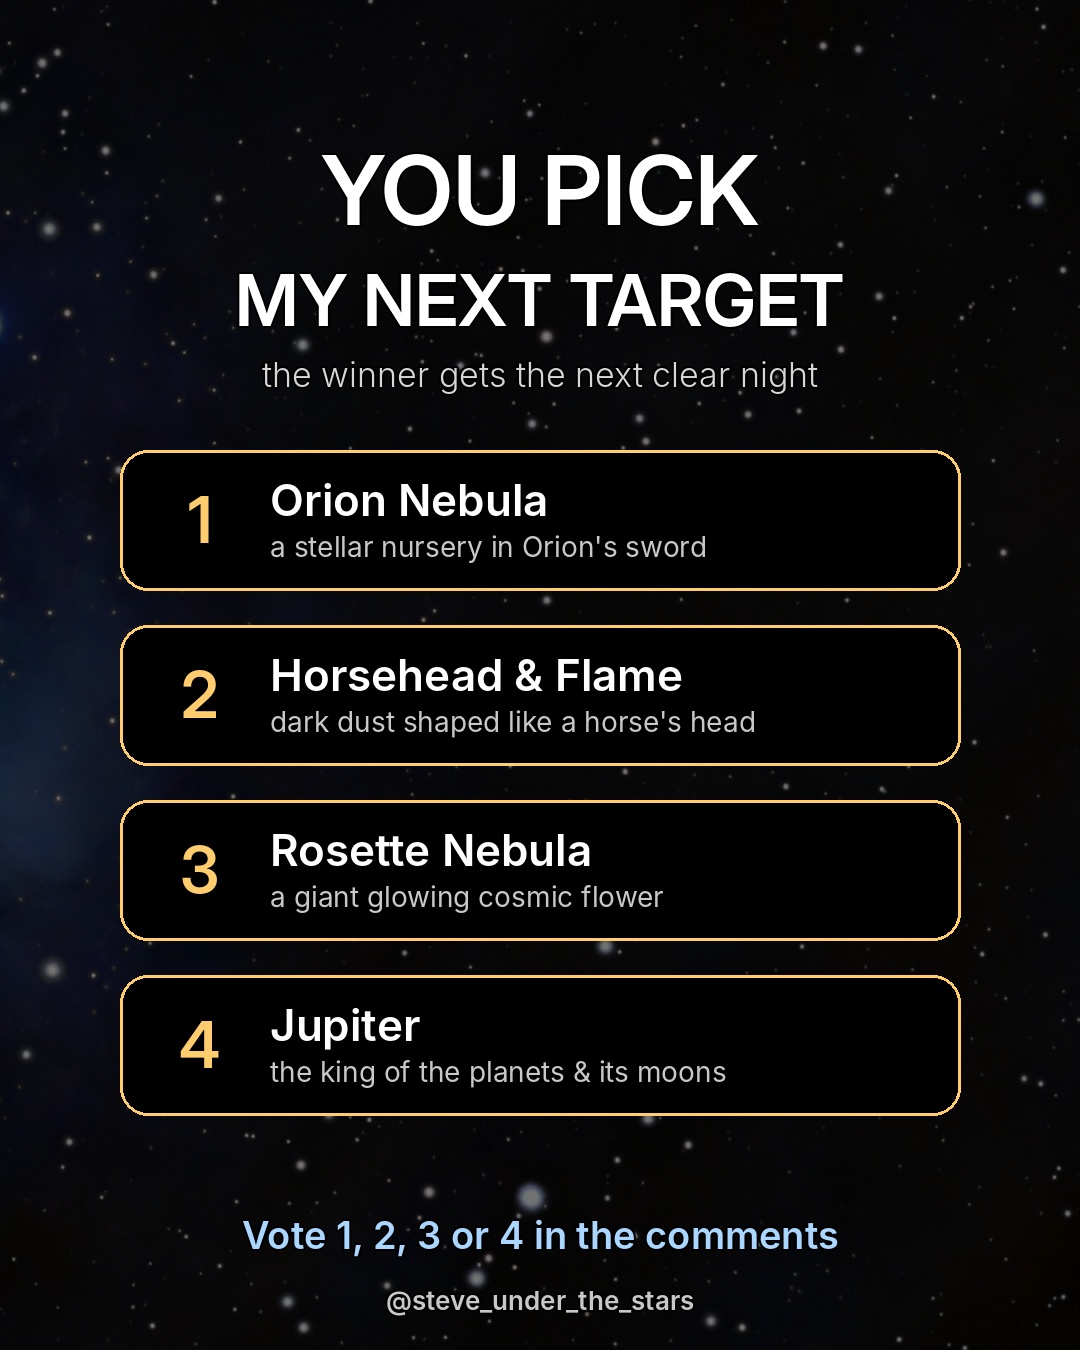 YOU PICK
MY NEXT TARGET
the winner gets the next clear night
1
Orion Nebula
a stellar nursery in Orion's sword
2
Horsehead & Flame
dark dust shaped like a horse's head
3
Rosette Nebula
a giant glowing cosmic flower
4
Jupiter
the king of the planets & its moons
Vote 1, 2, 3 or 4 in the comments
@steve_under_the_stars